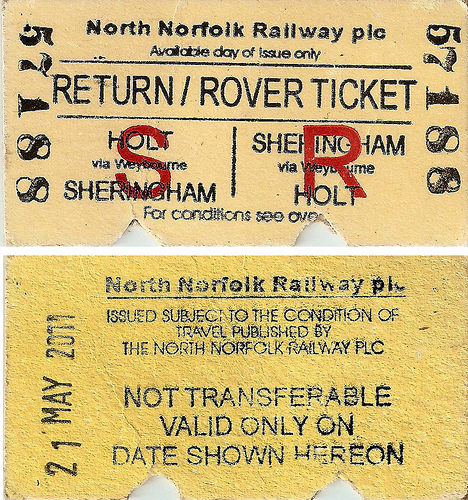 North Norfolk Railway plc
Available day of issue only
RETURN / ROVER TICKET
HOLT
via Weybourne
SHERINGHAM
S
SHERINGHAM
via Weybourne
HOLT
R
For conditions see over
57188
57188
North Norfolk Railway plc
ISSUED SUBJECT TO THE CONDITION OF
TRAVEL PUBLISHED BY
THE NORTH NORFOLK RAILWAY PLC
NOT TRANSFERABLE
VALID ONLY ON
DATE SHOWN HEREON
21 MAY 2011